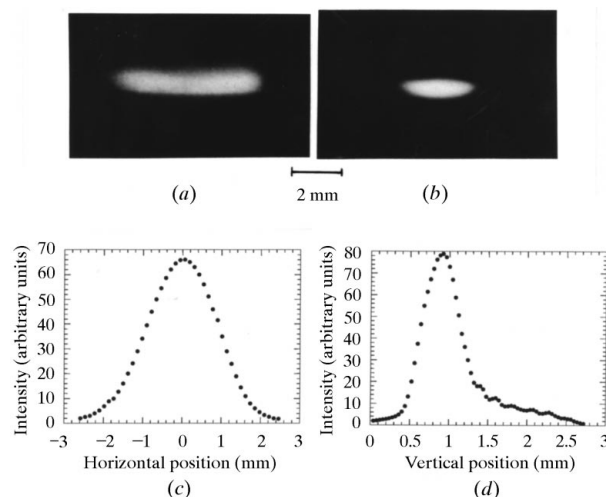 (a)
2 mm
(b)
Intensity (arbitrary units)
70
60
50
40
30
20
10
0
−3 −2 −1 0 1 2 3
Horizontal position (mm)
(c)
Intensity (arbitrary units)
80
70
60
50
40
30
20
10
0
0 0.5 1 1.5 2 2.5 3
Vertical position (mm)
(d)